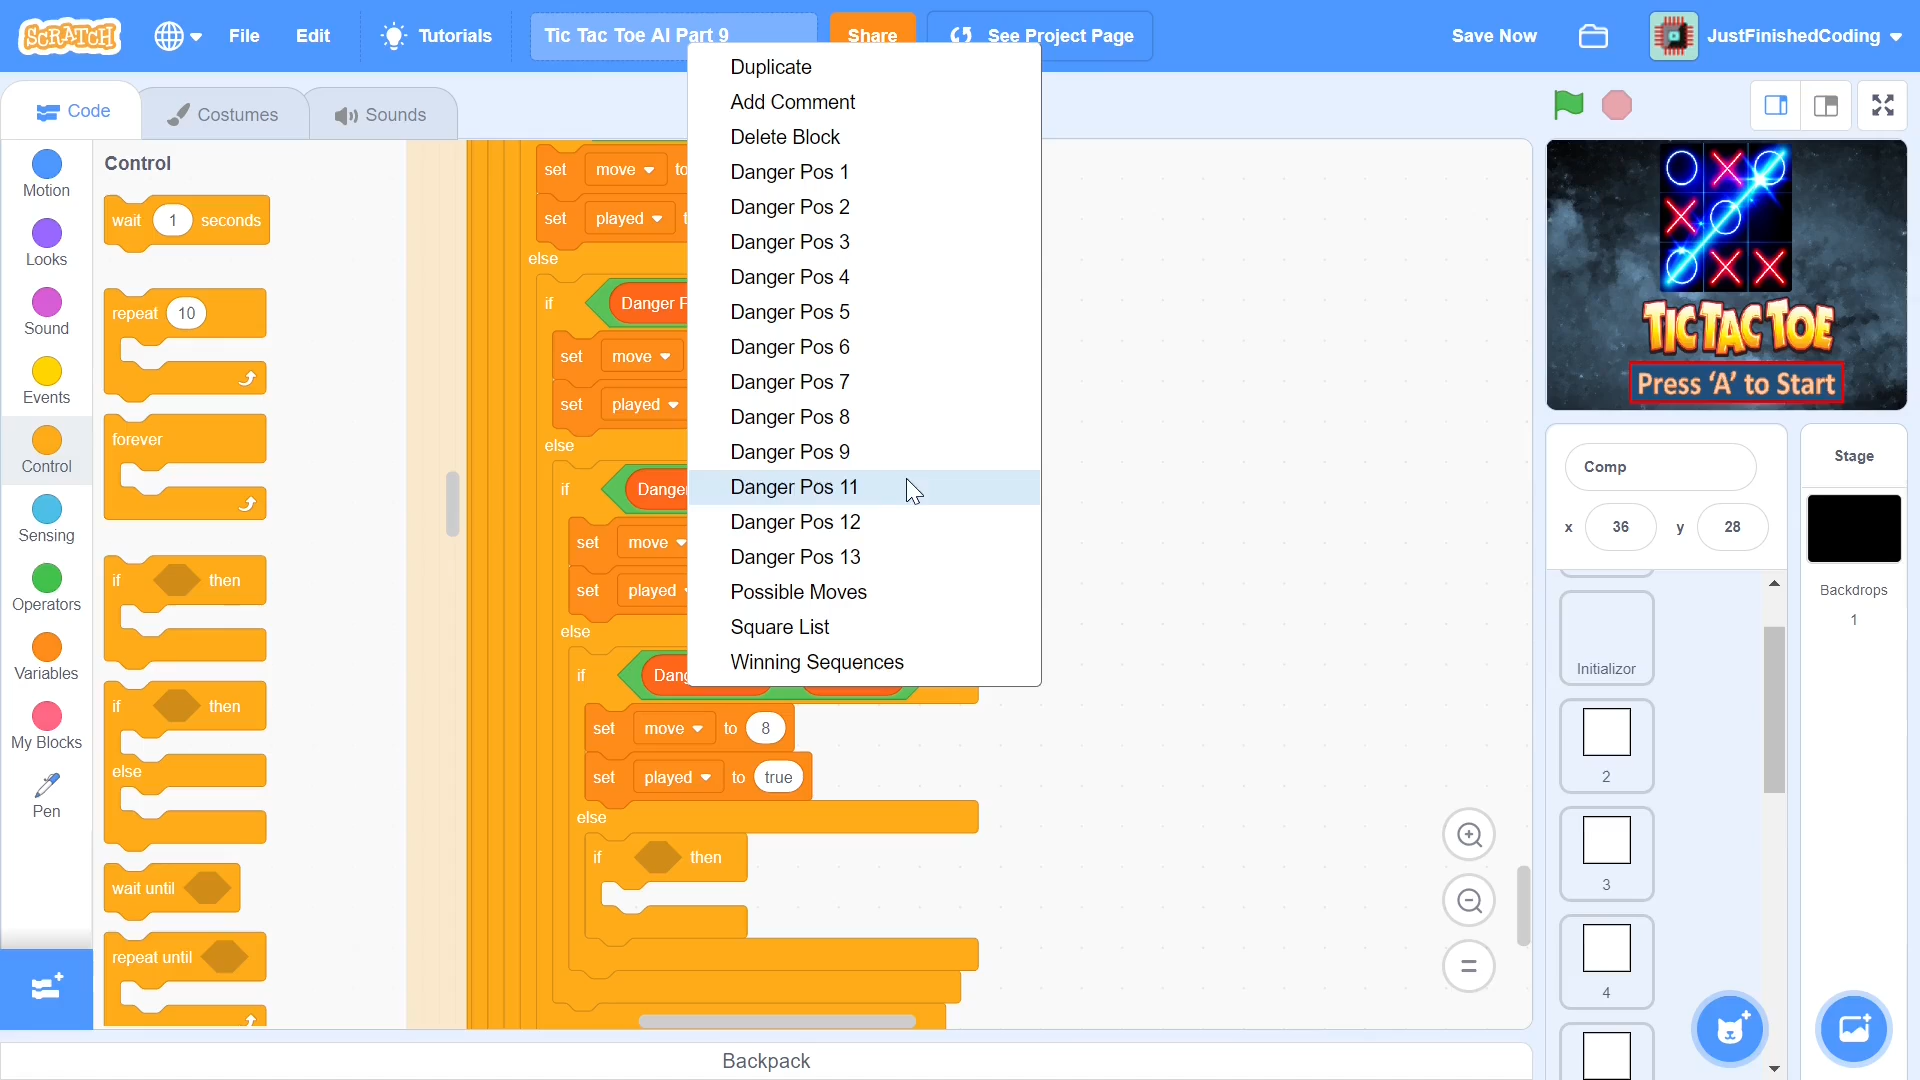 SCRATCH
File
Edit
Tutorials
Tic Tac Toe AI Part 9
Share
See Project Page
Save Now
JustFinishedCoding
Code
Costumes
Sounds
Motion
Looks
Sound
Events
Control
Sensing
Operators
Variables
My Blocks
Pen
Control
wait 1 seconds
repeat 10
forever
if then
if then
else
wait until
repeat until
set move to
set played
else
if
set move
set played
else
if
set move
set played
else
if
set move to 8
set played to true
else
if then
Duplicate
Add Comment
Delete Block
Danger Pos 1
Danger Pos 2
Danger Pos 3
Danger Pos 4
Danger Pos 5
Danger Pos 6
Danger Pos 7
Danger Pos 8
Danger Pos 9
Danger Pos 11
Danger Pos 12
Danger Pos 13
Possible Moves
Square List
Winning Sequences
TIC TAC TOE
Press ‘A’ to Start
Comp
x 36 y 28
Initializor
2
3
4
Stage
Backdrops
1
Backpack